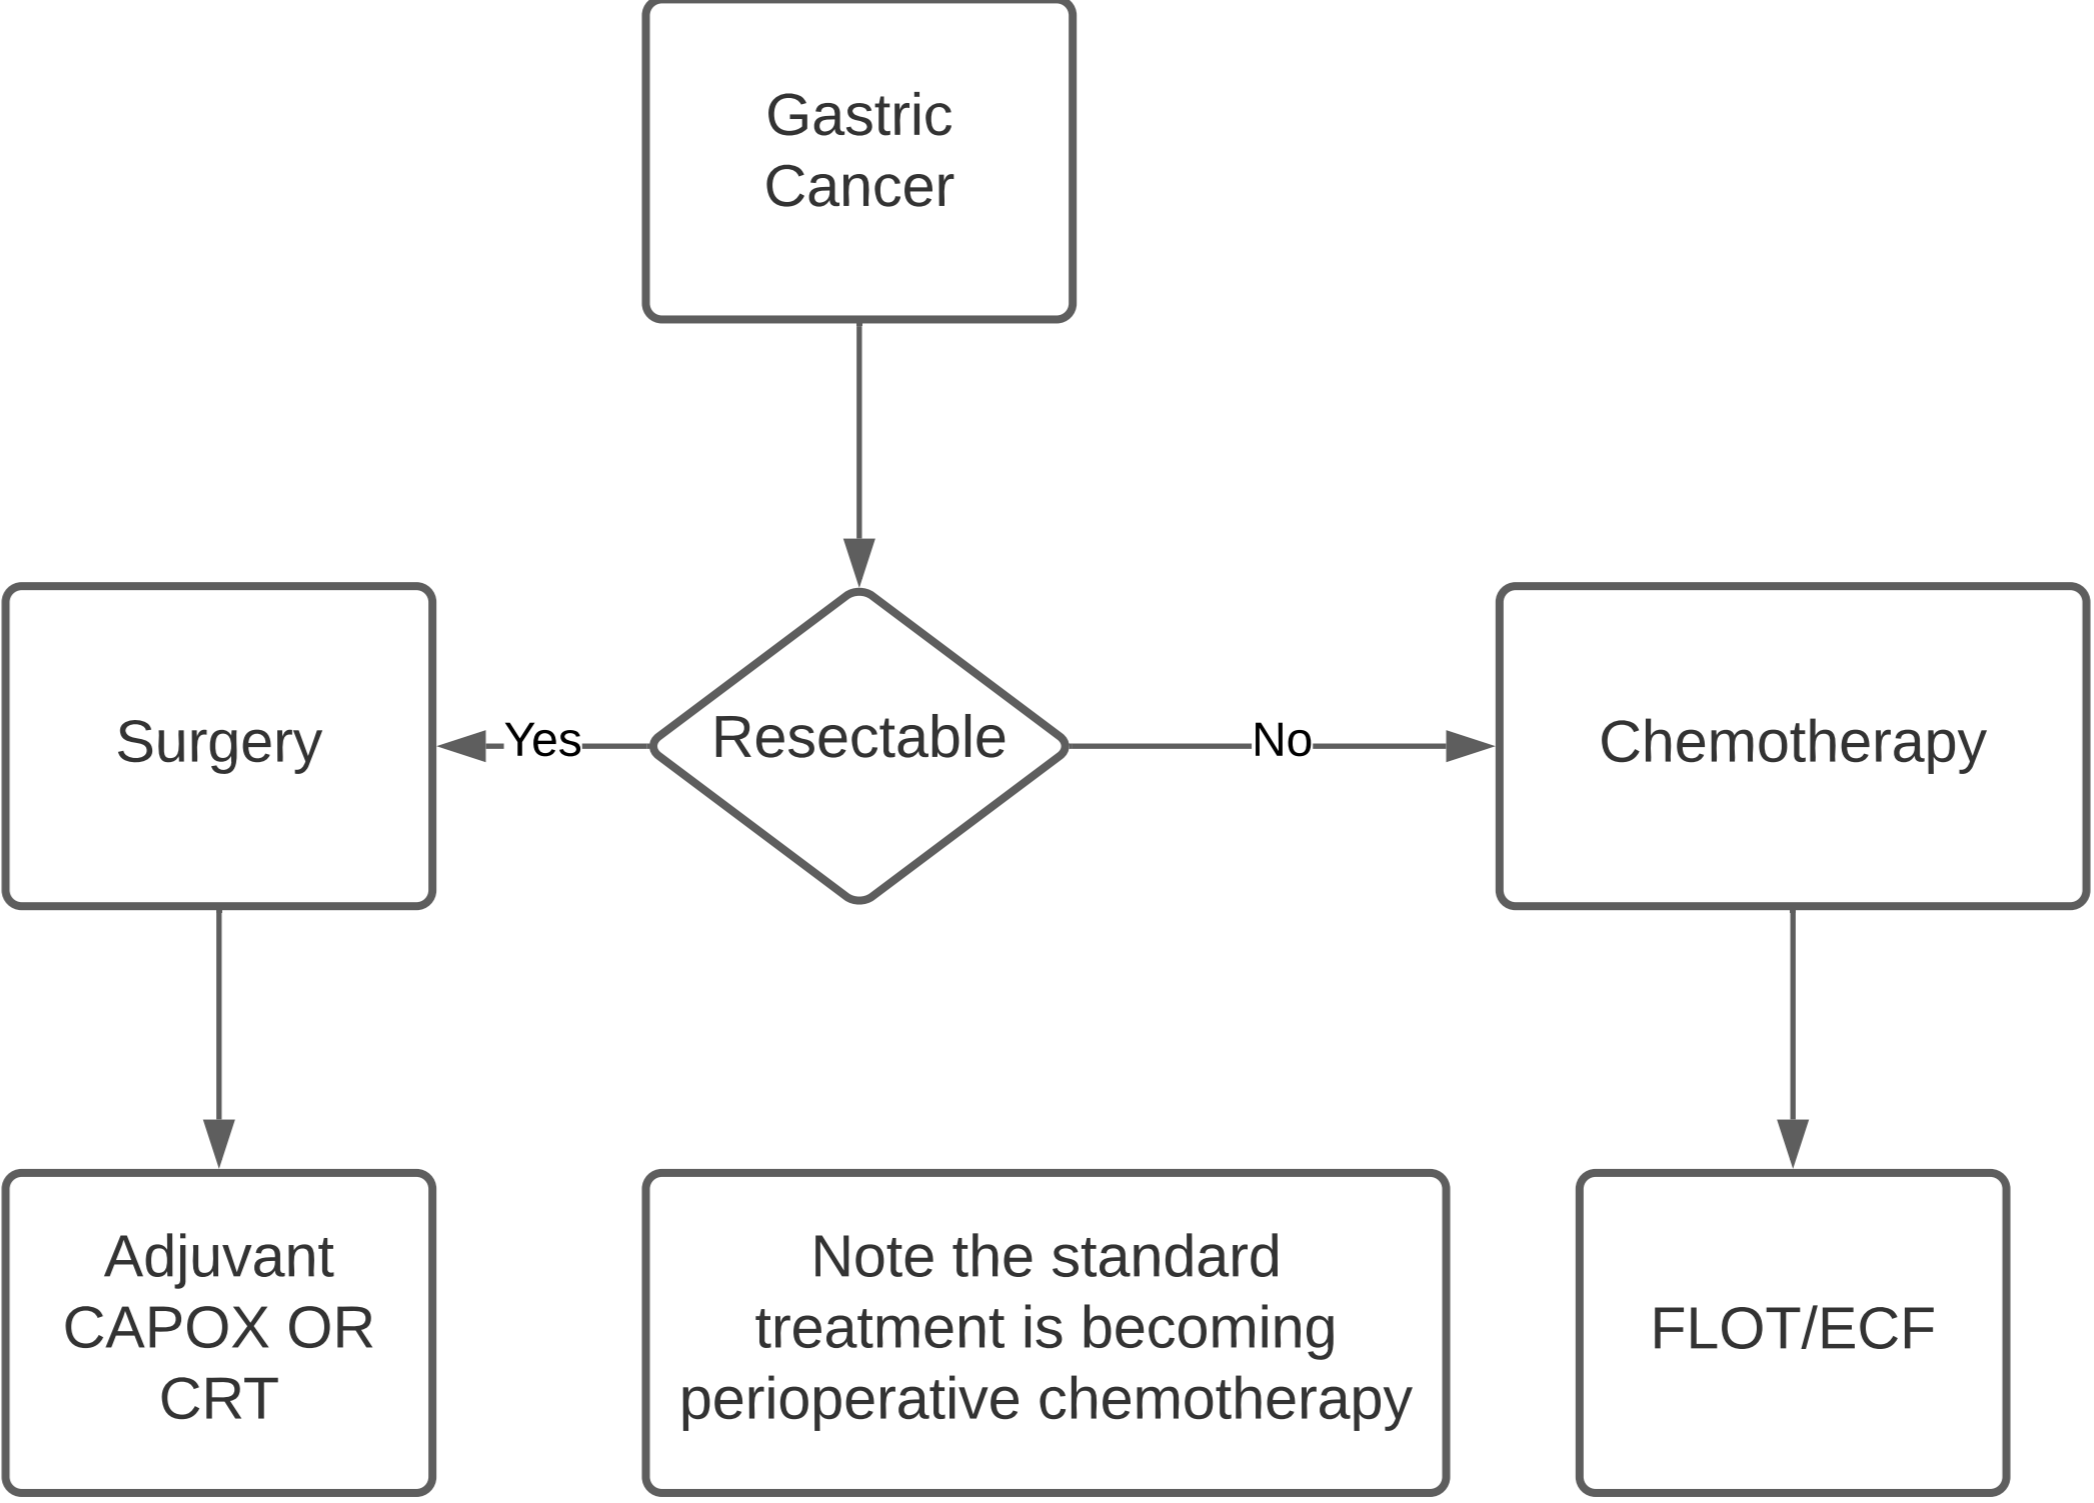 Gastric
Cancer
Surgery
Yes
Resectable
No
Chemotherapy
Adjuvant
CAPOX OR
CRT
Note the standard
treatment is becoming
perioperative chemotherapy
FLOT/ECF